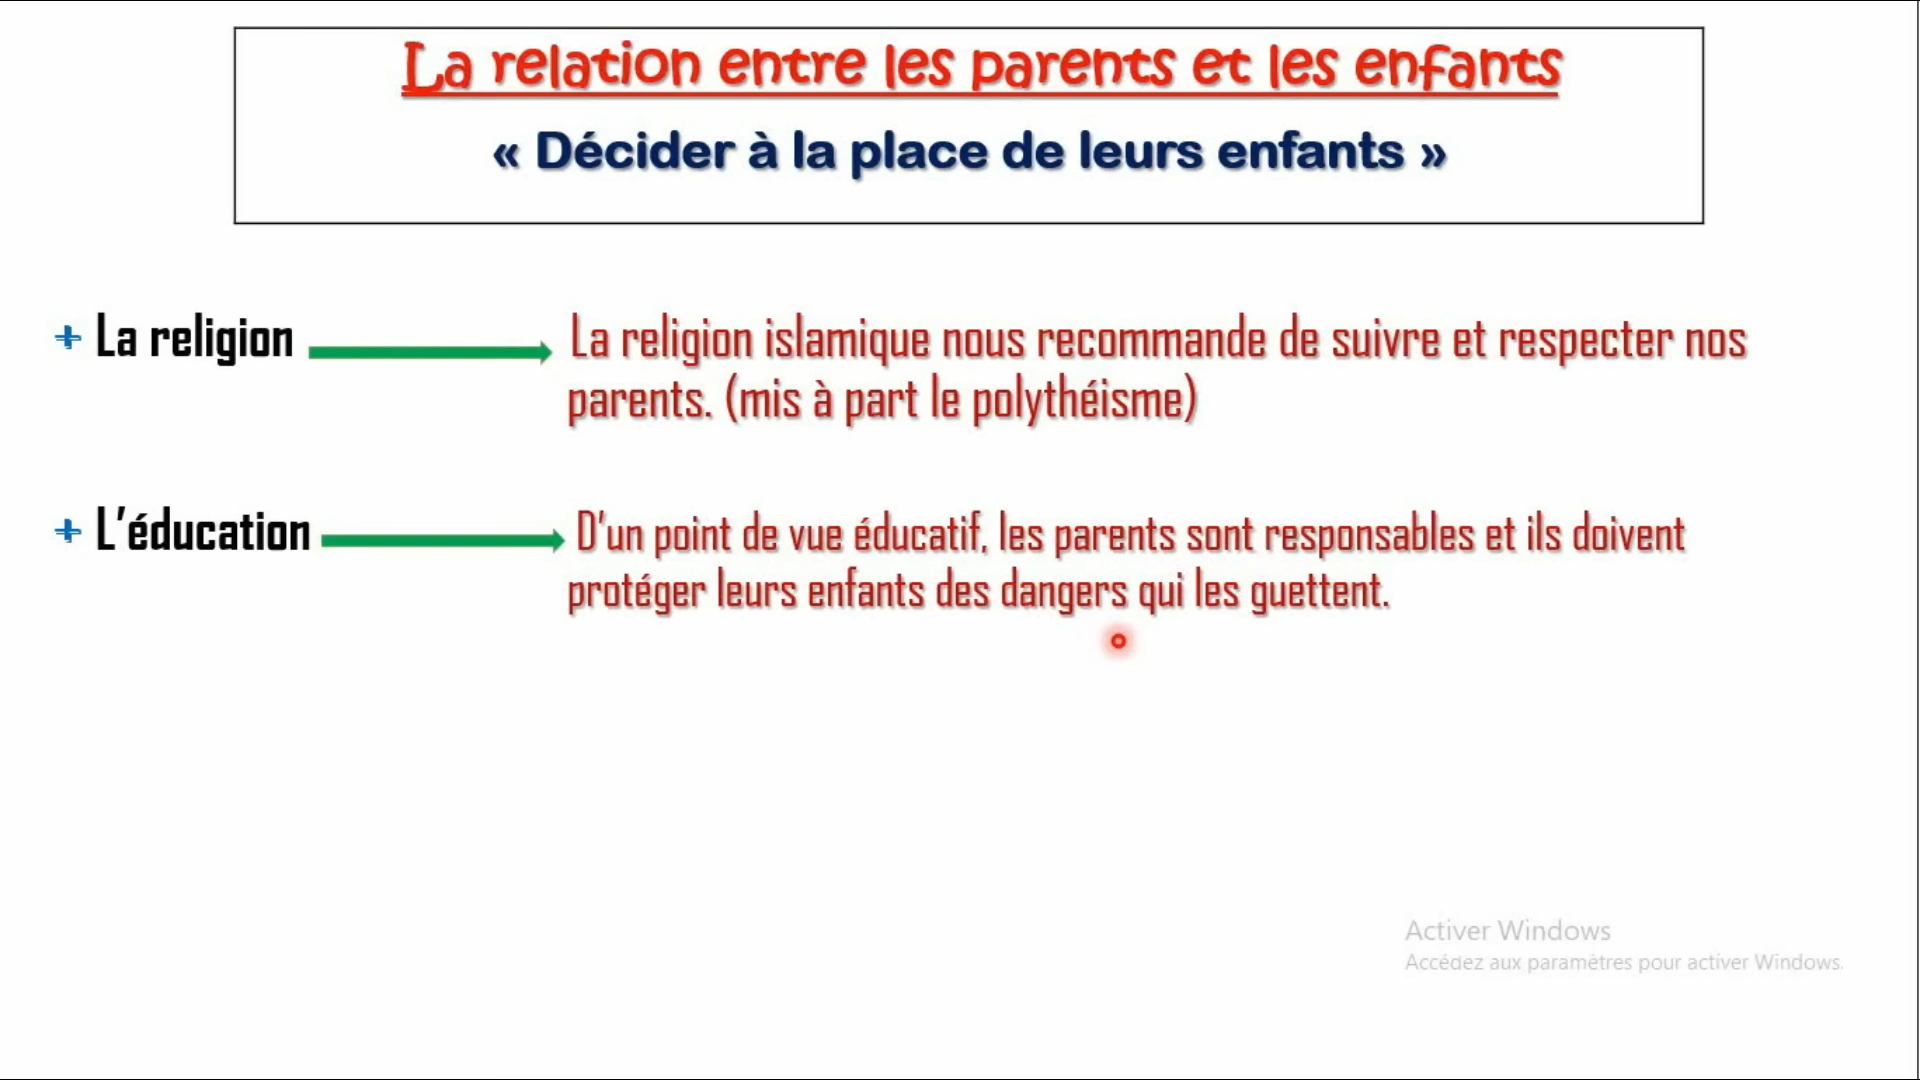 La relation entre les parents et les enfants
« Décider à la place de leurs enfants »
+ La religion
La religion islamique nous recommande de suivre et respecter nos
parents. (mis à part le polythéisme)
+ L'éducation
D'un point de vue éducatif, les parents sont responsables et ils doivent
protéger leurs enfants des dangers qui les guettent.
Activer Windows
Accédez aux paramètres pour activer Windows.